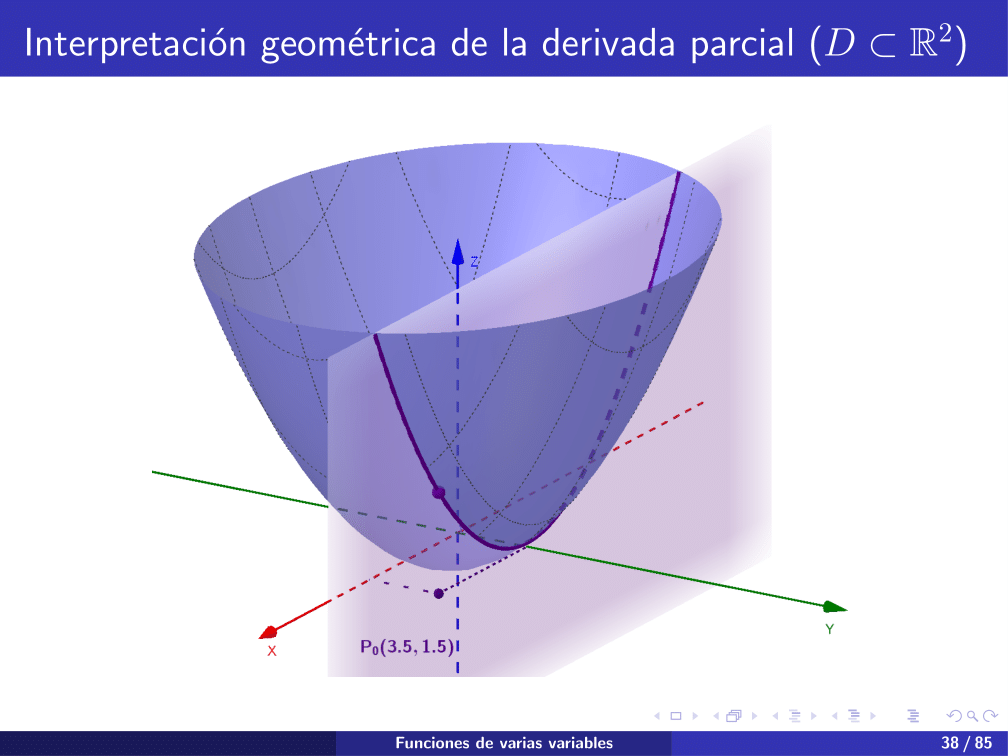 Interpretación geométrica de la derivada parcial (D ⊂ ℝ²)
Z
Y
X
P₀(3.5, 1.5)
Funciones de varias variables
38 / 85